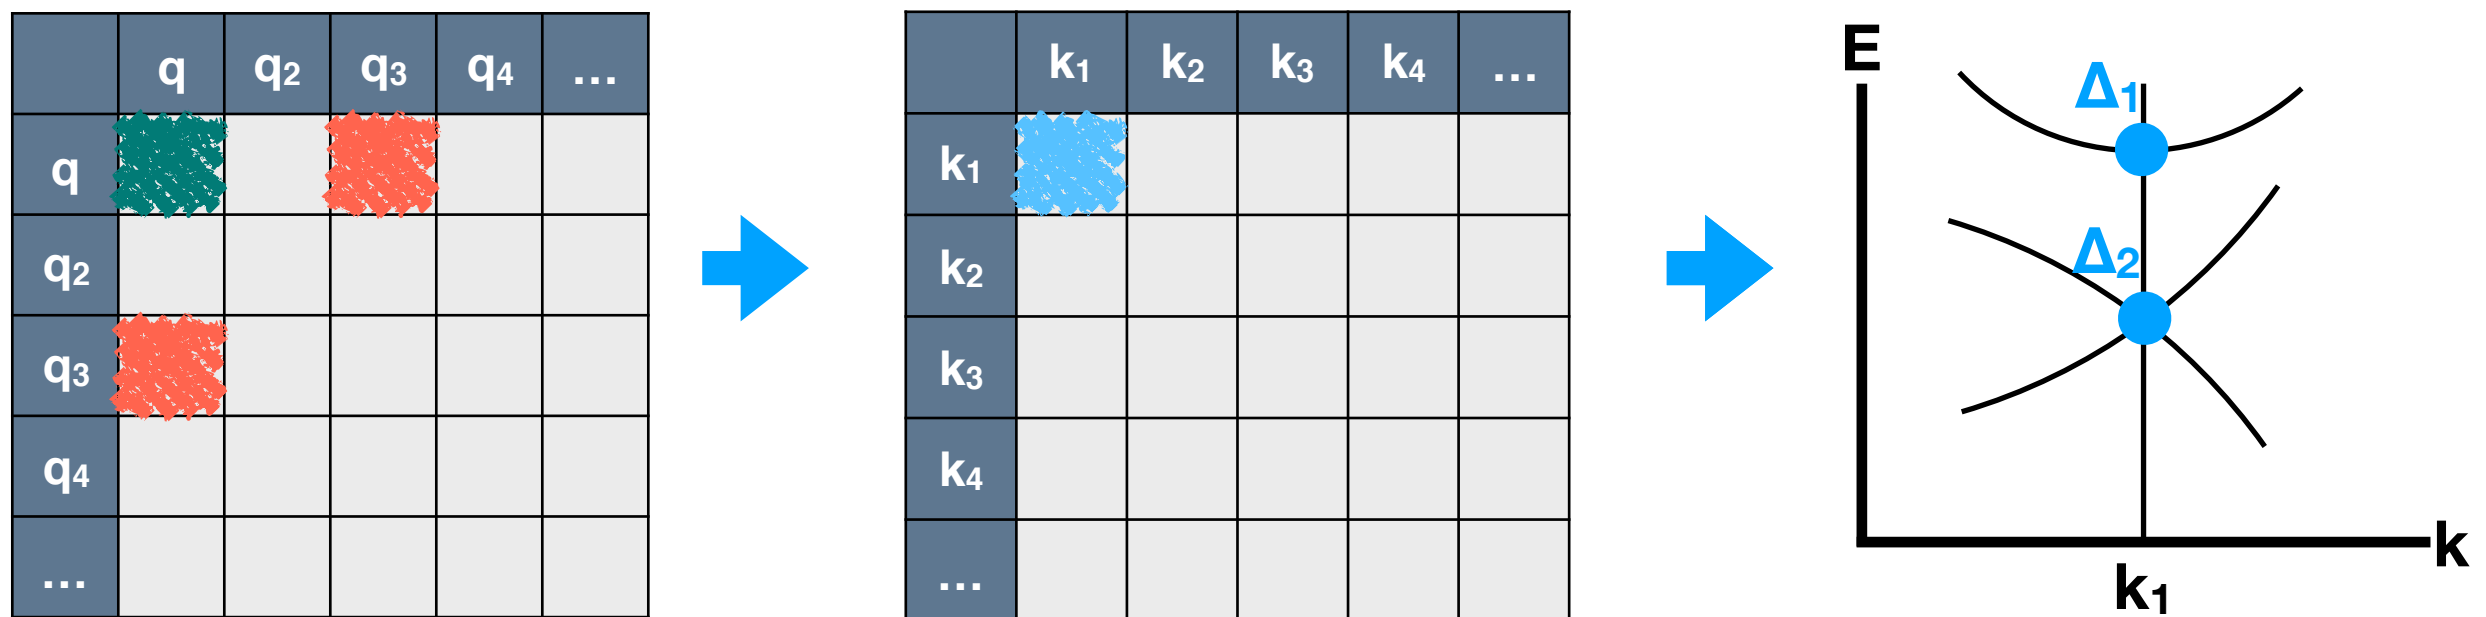 q q₂ q₃ q₄ ...
q
q₂
q₃
q₄
...
k₁ k₂ k₃ k₄ ...
k₁
k₂
k₃
k₄
...
E
Δ₁
Δ₂
k
k₁